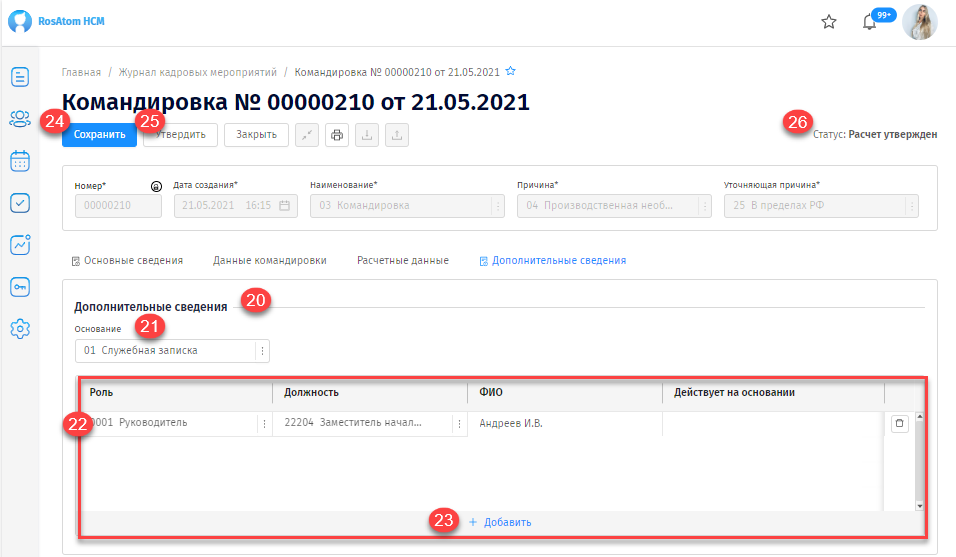 RosAtom HCM
99+
Главная / Журнал кадровых мероприятий / Командировка № 00000210 от 21.05.2021
Командировка № 00000210 от 21.05.2021
24 Сохранить 25 Утвердить Закрыть
26 Статус: Расчет утвержден
Номер* Дата создания* Наименование* Причина* Уточняющая причина*
00000210 21.05.2021 16:15 03 Командировка 04 Производственная необ... 25 В пределах РФ
Основные сведения Данные командировки Расчетные данные Дополнительные сведения
Дополнительные сведения 20
Основание 21
01 Служебная записка
Роль Должность ФИО Действует на основании
22 0001 Руководитель 22204 Заместитель начал... Андреев И.В.
23 + Добавить